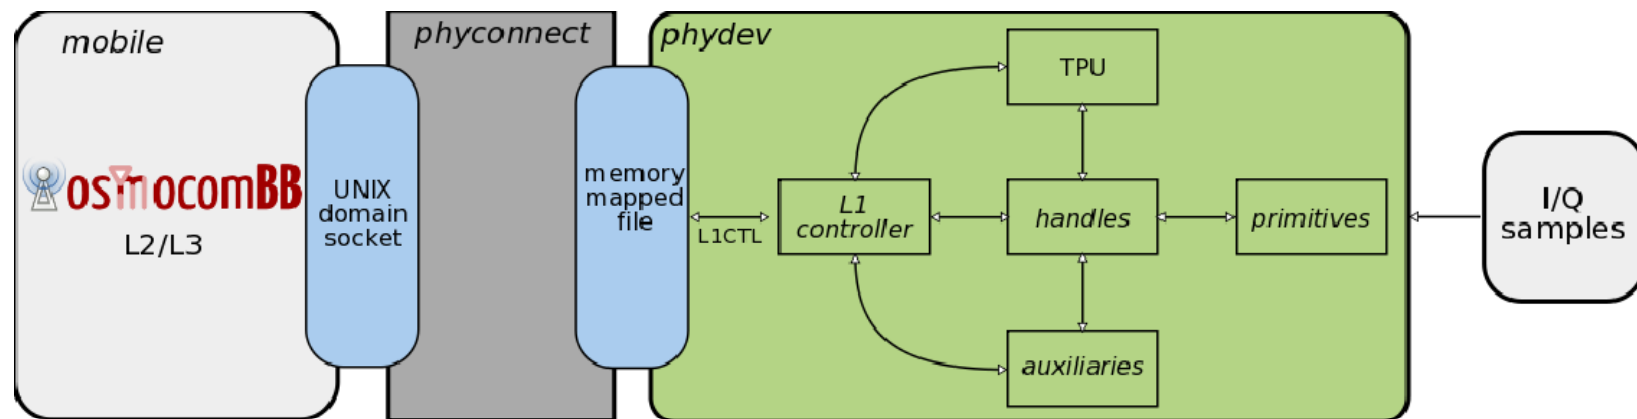 mobile
osmocomBB
L2/L3
UNIX
domain
socket
phyconnect
memory
mapped
file
phydev
L1CTL
L1
controller
TPU
handles
auxiliaries
primitives
I/Q
samples